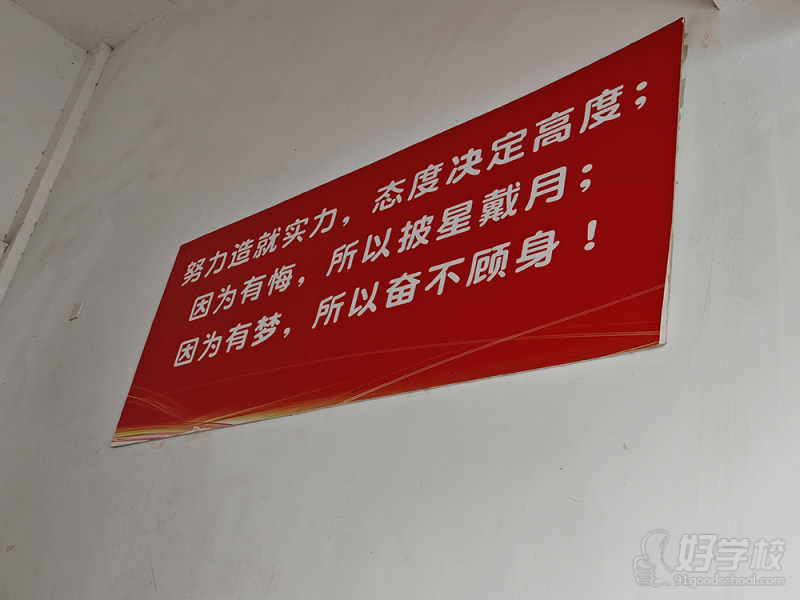 努力造就实力，态度决定高度；
因为有悔，所以披星戴月；
因为有梦，所以奋不顾身！
好学校
91goodschool.com